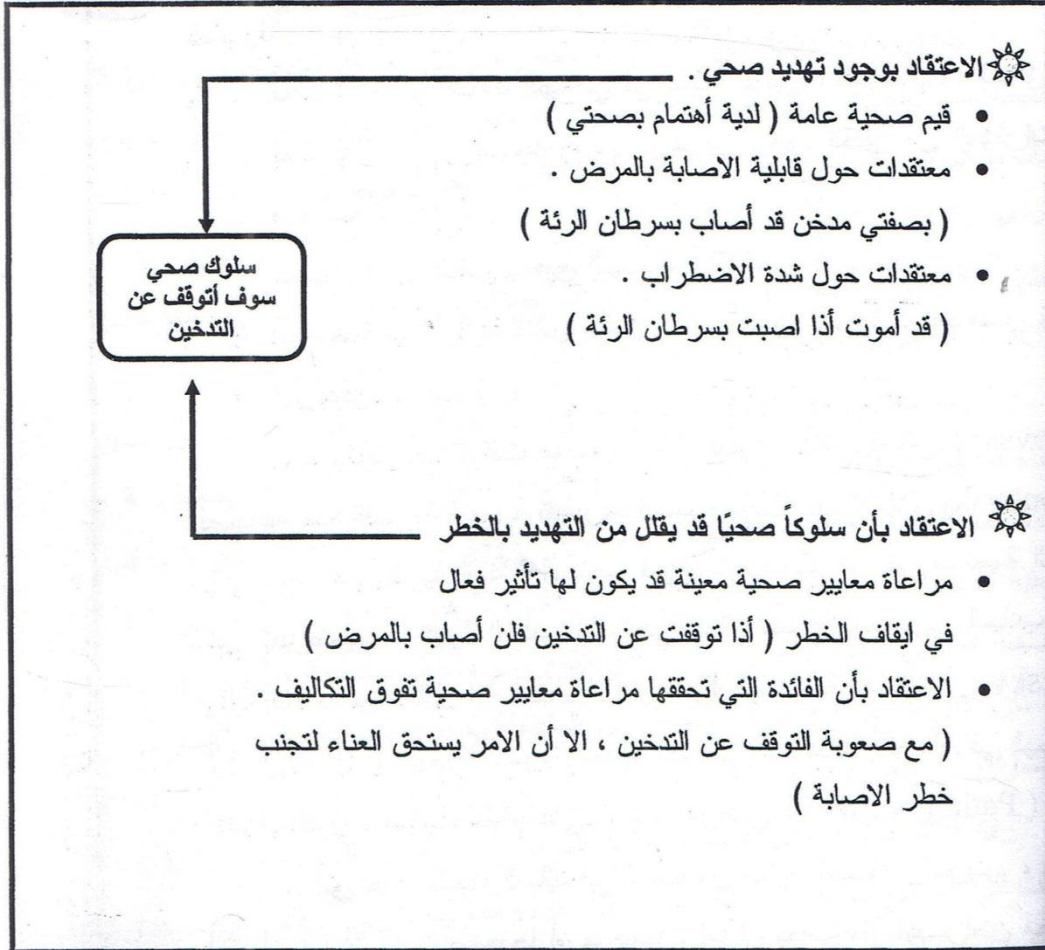 الاعتقاد بوجود تهديد صحي .
• قيم صحية عامة ( لدية أهتمام بصحتي )
• معتقدات حول قابلية الاصابة بالمرض .
( بصفتي مدخن قد أصاب بسرطان الرئة )
• معتقدات حول شدة الاضطراب .
( قد أموت أذا اصبت بسرطان الرئة )
سلوك صحي
سوف أتوقف عن
التدخين
الاعتقاد بأن سلوكاً صحيًا قد يقلل من التهديد بالخطر
• مراعاة معايير صحية معينة قد يكون لها تأثير فعال
في ايقاف الخطر ( أذا توقفت عن التدخين فلن أصاب بالمرض )
• الاعتقاد بأن الفائدة التي تحققها مراعاة معايير صحية تفوق التكاليف .
( مع صعوبة التوقف عن التدخين ، الا أن الامر يستحق العناء لتجنب
خطر الاصابة )